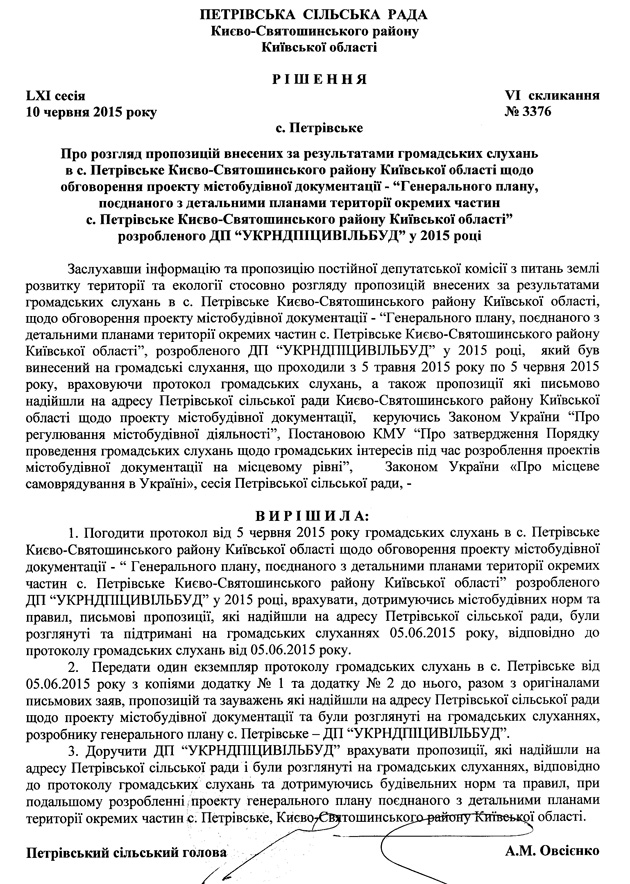 ПЕТРІВСЬКА СІЛЬСЬКА РАДА
Києво-Святошинського району
Київської області
Р І Ш Е Н Н Я
LXI сесія VI скликання
10 червня 2015 року № 3376
с. Петрівське
Про розгляд пропозицій внесених за результатами громадських слухань
в с. Петрівське Києво-Святошинського району Київської області щодо
обговорення проекту містобудівної документації - “Генерального плану,
поєднаного з детальними планами території окремих частин
с. Петрівське Києво-Святошинського району Київської області”
розробленого ДП “УКРНДПІЦИВІЛЬБУД” у 2015 році
Заслухавши інформацію та пропозицію постійної депутатської комісії з питань землі
розвитку території та екології стосовно розгляду пропозицій внесених за результатами
громадських слухань в с. Петрівське Києво-Святошинського району Київської області,
щодо обговорення проекту містобудівної документації - “Генерального плану, поєднаного з
детальними планами території окремих частин с. Петрівське Києво-Святошинського району
Київської області”, розробленого ДП “УКРНДПІЦИВІЛЬБУД” у 2015 році, який був
винесений на громадські слухання, що проходили з 5 травня 2015 року по 5 червня 2015
року, враховуючи протокол громадських слухань, а також пропозиції які письмово
надійшли на адресу Петрівської сільської ради Києво-Святошинського району Київської
області щодо проекту містобудівної документації, керуючись Законом України “Про
регулювання містобудівної діяльності”, Постановою КМУ “Про затвердження Порядку
проведення громадських слухань щодо громадських інтересів під час розроблення проектів
містобудівної документації на місцевому рівні”, Законом України «Про місцеве
самоврядування в Україні», сесія Петрівської сільської ради, -
В И Р І Ш И Л А:
1. Погодити протокол від 5 червня 2015 року громадських слухань в с. Петрівське
Києво-Святошинського району Київської області щодо обговорення проекту містобудівної
документації - “ Генерального плану, поєднаного з детальними планами території окремих
частин с. Петрівське Києво-Святошинського району Київської області” розробленого
ДП “УКРНДПІЦИВІЛЬБУД” у 2015 році, врахувати, дотримуючись містобудівних норм та
правил, письмові пропозиції, які надійшли на адресу Петрівської сільської ради, були
розглянуті та підтримані на громадських слуханнях 05.06.2015 року, відповідно до
протоколу громадських слухань від 05.06.2015 року.
2. Передати один екземпляр протоколу громадських слухань в с. Петрівське від
05.06.2015 року з копіями додатку № 1 та додатку № 2 до нього, разом з оригіналами
письмових заяв, пропозицій та зауважень які надійшли на адресу Петрівської сільської ради
щодо проекту містобудівної документації та були розглянуті на громадських слуханнях,
розробнику генерального плану с. Петрівське – ДП “УКРНДПІЦИВІЛЬБУД”.
3. Доручити ДП “УКРНДПІЦИВІЛЬБУД” врахувати пропозиції, які надійшли на
адресу Петрівської сільської ради і були розглянуті на громадських слуханнях, відповідно
до протоколу громадських слухань та дотримуючись будівельних норм та правил, при
подальшому розробленні проекту генерального плану поєднаного з детальними планами
території окремих частин с. Петрівське, Києво-Святошинського району Київської області.
Петрівський сільський голова А.М. Овсієнко